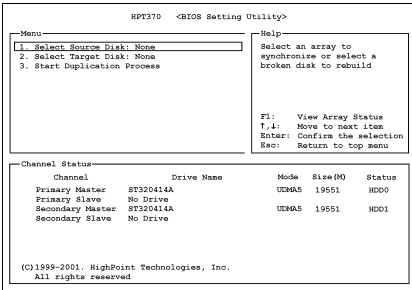 HPT370 <BIOS Setting Utility>
Menu
1. Select Source Disk: None
2. Select Target Disk: None
3. Start Duplication Process
Help
Select an array to
synchronize or select a
broken disk to rebuild
F1: View Array Status
↑,↓: Move to next item
Enter: Confirm the selection
Esc: Return to top menu
Channel Status
Channel Drive Name Mode Size(M) Status
Primary Master ST320414A UDMA5 19551 HDD0
Primary Slave No Drive
Secondary Master ST320414A UDMA5 19551 HDD1
Secondary Slave No Drive
(C)1999-2001. HighPoint Technologies, Inc.
All rights reserved